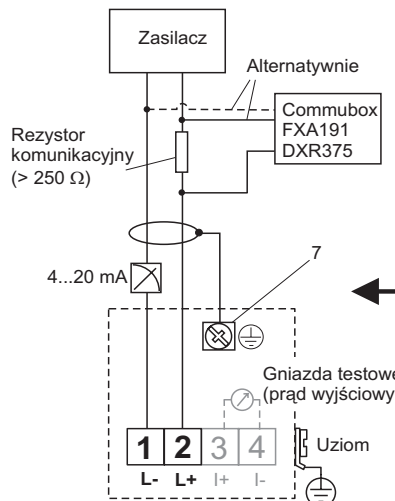 Zasilacz
Alternatywnie
Commubox
FXA191
DXR375
Rezystor
komunikacyjny
(> 250 Ω)
4...20 mA
7
Gniazda testowe
(prąd wyjściowy
1 2 3 4
L- L+ I+ I-
Uziom